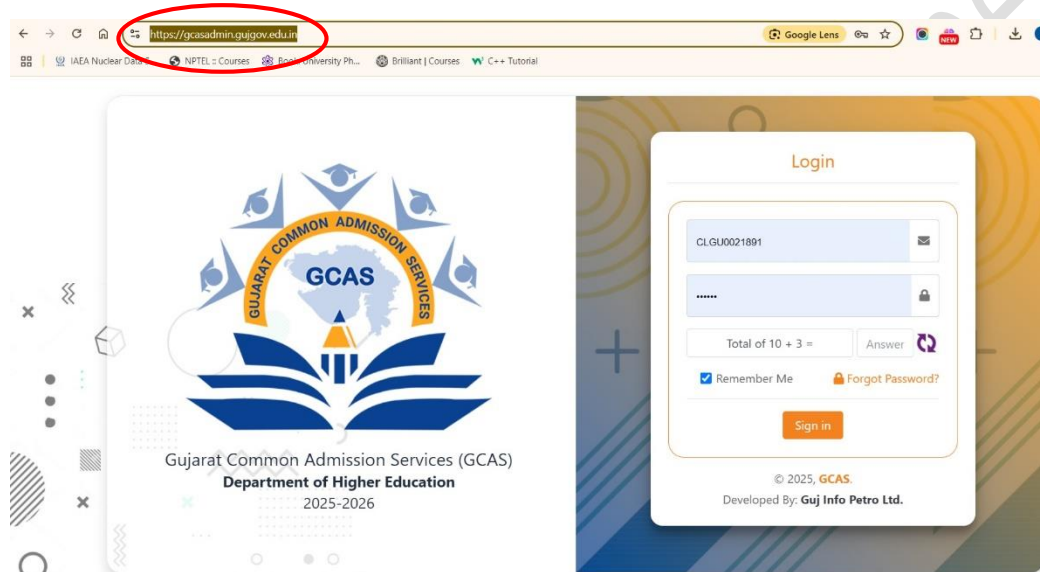 https://gcasadmin.gujgov.edu.in
Google Lens
NEW
IAEA Nuclear Data
NPTEL :: Courses
University Ph...
Brilliant | Courses
C++ Tutorial
GUJARAT COMMON ADMISSION SERVICES
GCAS
Gujarat Common Admission Services (GCAS)
Department of Higher Education
2025-2026
Login
CLGU0021891
••••••
Total of 10 + 3 =
Answer
Remember Me
Forgot Password?
Sign in
© 2025, GCAS.
Developed By: Guj Info Petro Ltd.